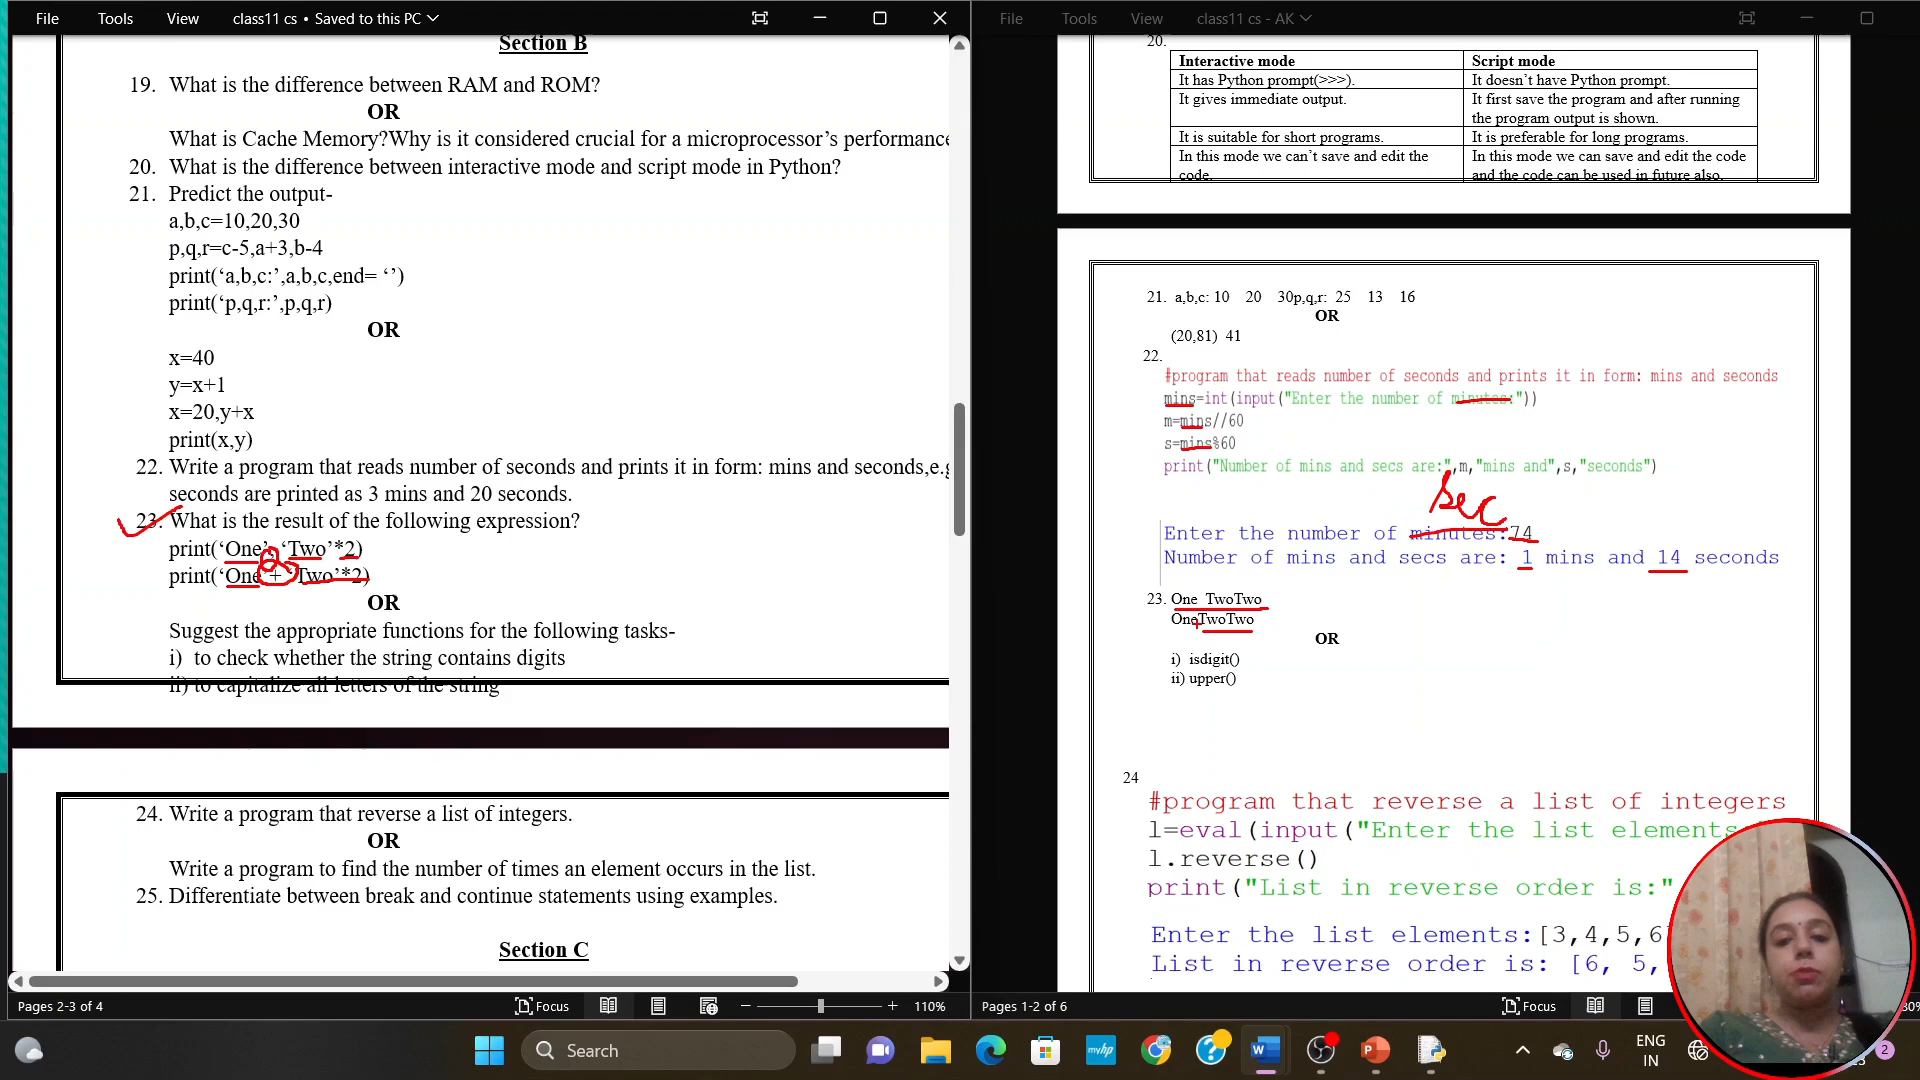 File Tools View class11 cs • Saved to this PC
Section B
19. What is the difference between RAM and ROM?
OR
What is Cache Memory?Why is it considered crucial for a microprocessor’s performance
20. What is the difference between interactive mode and script mode in Python?
21. Predict the output-
a,b,c=10,20,30
p,q,r=c-5,a+3,b-4
print(‘a,b,c:’,a,b,c,end= ‘’)
print(‘p,q,r:’,p,q,r)
OR
x=40
y=x+1
x=20,y+x
print(x,y)
22. Write a program that reads number of seconds and prints it in form: mins and seconds,e.g
seconds are printed as 3 mins and 20 seconds.
23. What is the result of the following expression?
print(‘One’, ‘Two’*2)
print(‘One’ + ‘Two’*2)
OR
Suggest the appropriate functions for the following tasks-
i) to check whether the string contains digits
ii) to capitalize all letters of the string
24. Write a program that reverse a list of integers.
OR
Write a program to find the number of times an element occurs in the list.
25. Differentiate between break and continue statements using examples.
Section C
Pages 2-3 of 4 Focus 110%
File Tools View class11 cs - AK
20.
Interactive mode Script mode
It has Python prompt(>>>). It doesn’t have Python prompt.
It gives immediate output. It first save the program and after running
the program output is shown.
It is suitable for short programs. It is preferable for long programs.
In this mode we can’t save and edit the In this mode we can save and edit the code
code. and the code can be used in future also.
21. a,b,c: 10 20 30p,q,r: 25 13 16
OR
(20,81) 41
22.
#program that reads number of seconds and prints it in form: mins and seconds
mins=int(input("Enter the number of minutes:"))
m=mins//60
s=mins%60
print("Number of mins and secs are:",m,"mins and",s,"seconds")
Sec
Enter the number of minutes:74
Number of mins and secs are: 1 mins and 14 seconds
23. One TwoTwo
One+TwoTwo
OR
i) isdigit()
ii) upper()
24
#program that reverse a list of integers
l=eval(input("Enter the list elements
l.reverse()
print("List in reverse order is:"
Enter the list elements:[3,4,5,6
List in reverse order is: [6, 5,
Pages 1-2 of 6 Focus
Search
myhp
W
P
ENG
IN
2